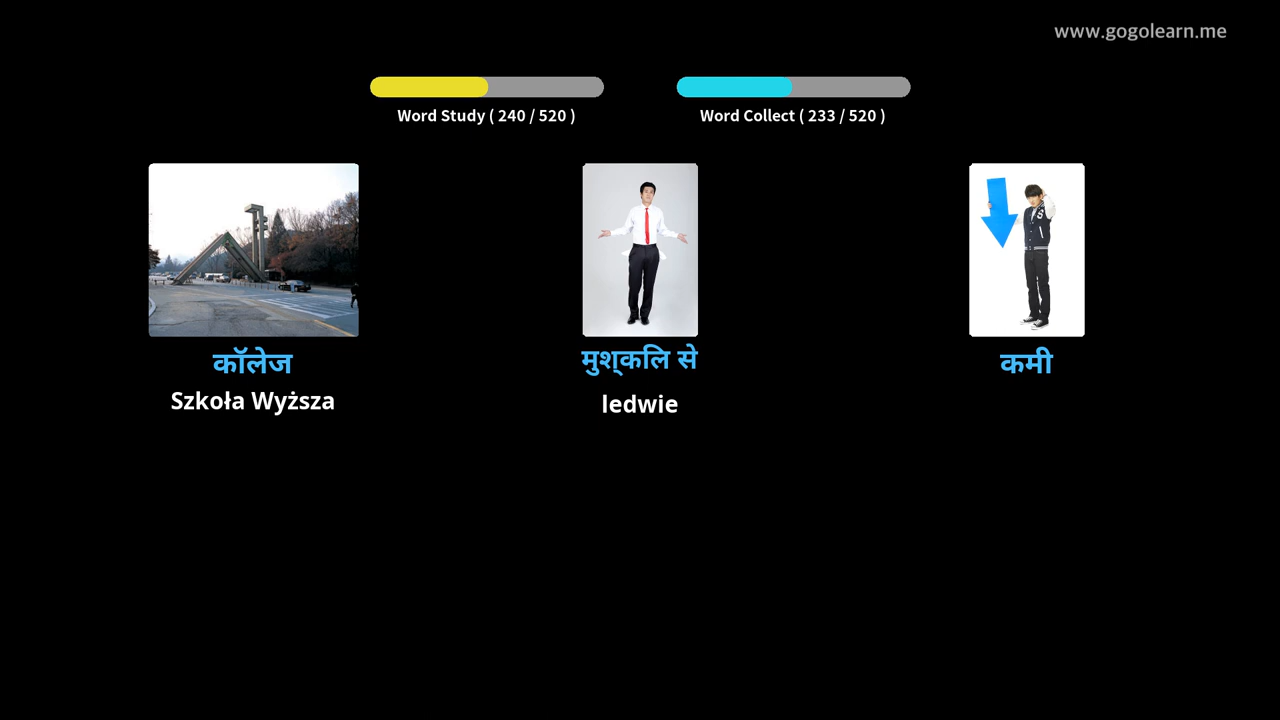 www.gogolearn.me
Word Study ( 240 / 520 )
Word Collect ( 233 / 520 )
कॉलेज
मुश्कलि से
कमी
Szkoła Wyższa
ledwie